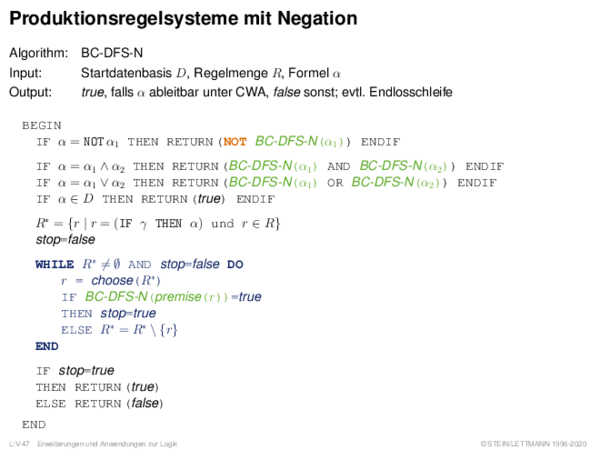 Produktionsregelsysteme mit Negation
Algorithm: BC-DFS-N
Input: Startdatenbasis D, Regelmenge R, Formel α
Output: true, falls α ableitbar unter CWA, false sonst; evtl. Endlosschleife
BEGIN
IF α = NOT α₁ THEN RETURN (NOT BC-DFS-N(α₁)) ENDIF
IF α = α₁ ∧ α₂ THEN RETURN (BC-DFS-N(α₁) AND BC-DFS-N(α₂)) ENDIF
IF α = α₁ ∨ α₂ THEN RETURN (BC-DFS-N(α₁) OR BC-DFS-N(α₂)) ENDIF
IF α ∈ D THEN RETURN (true) ENDIF
R* = {r | r = (IF γ THEN α) und r ∈ R}
stop=false
WHILE R* ≠ ∅ AND stop=false DO
r = choose(R*)
IF BC-DFS-N(premise(r))=true
THEN stop=true
ELSE R* = R* \ {r}
END
IF stop=true
THEN RETURN (true)
ELSE RETURN (false)
END
L:V-47 Erweiterungen und Anwendungen zur Logik ©STEIN/LETTMANN 1996-2020